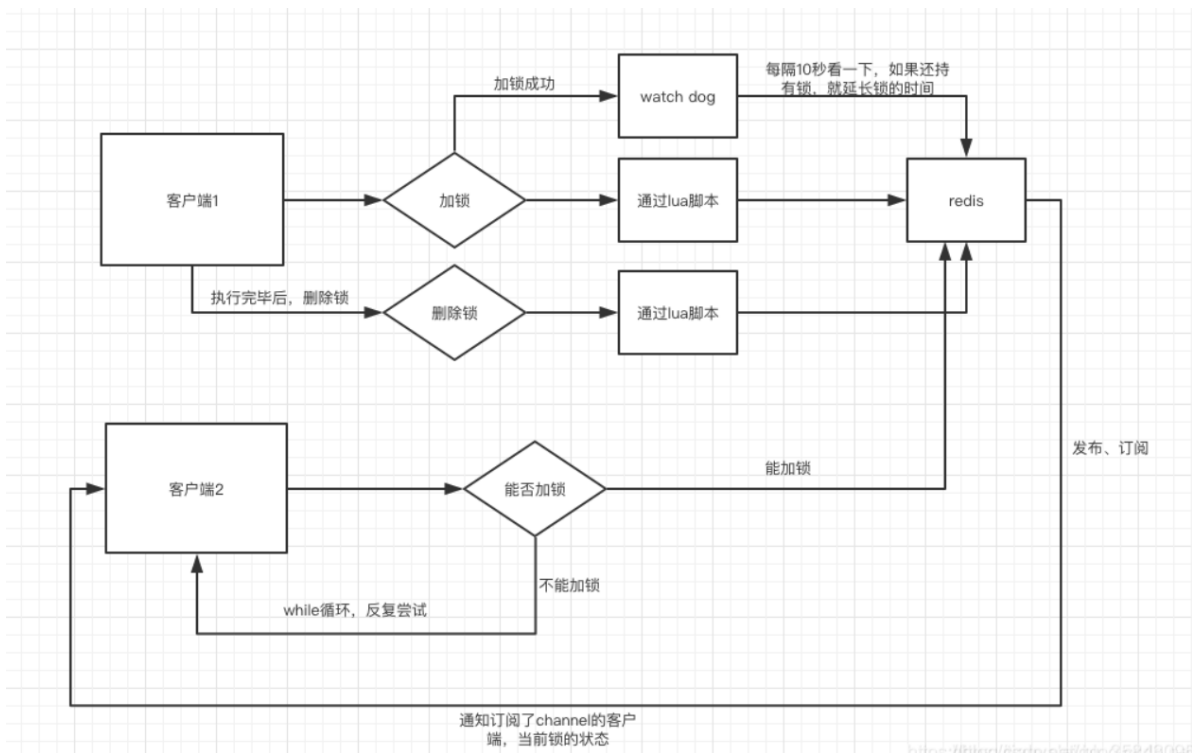 加锁成功
watch dog
每隔10秒看一下，如果还持
有锁，就延长锁的时间
客户端1
加锁
通过lua脚本
redis
执行完毕后，删除锁
删除锁
通过lua脚本
客户端2
能否加锁
能加锁
发布、订阅
不能加锁
while循环，反复尝试
通知订阅了channel的客户
端，当前锁的状态